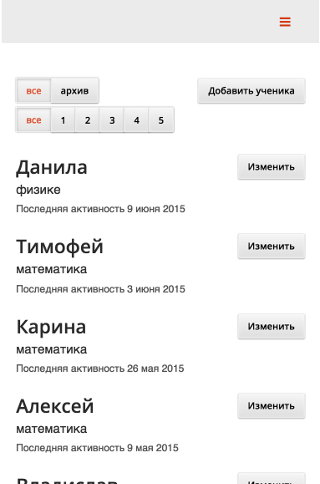 все архив Добавить ученика
все 1 2 3 4 5
Данила Изменить
физике
Последняя активность 9 июня 2015
Тимофей Изменить
математика
Последняя активность 3 июня 2015
Карина Изменить
математика
Последняя активность 26 мая 2015
Алексей Изменить
математика
Последняя активность 9 мая 2015
Владислав Изменить